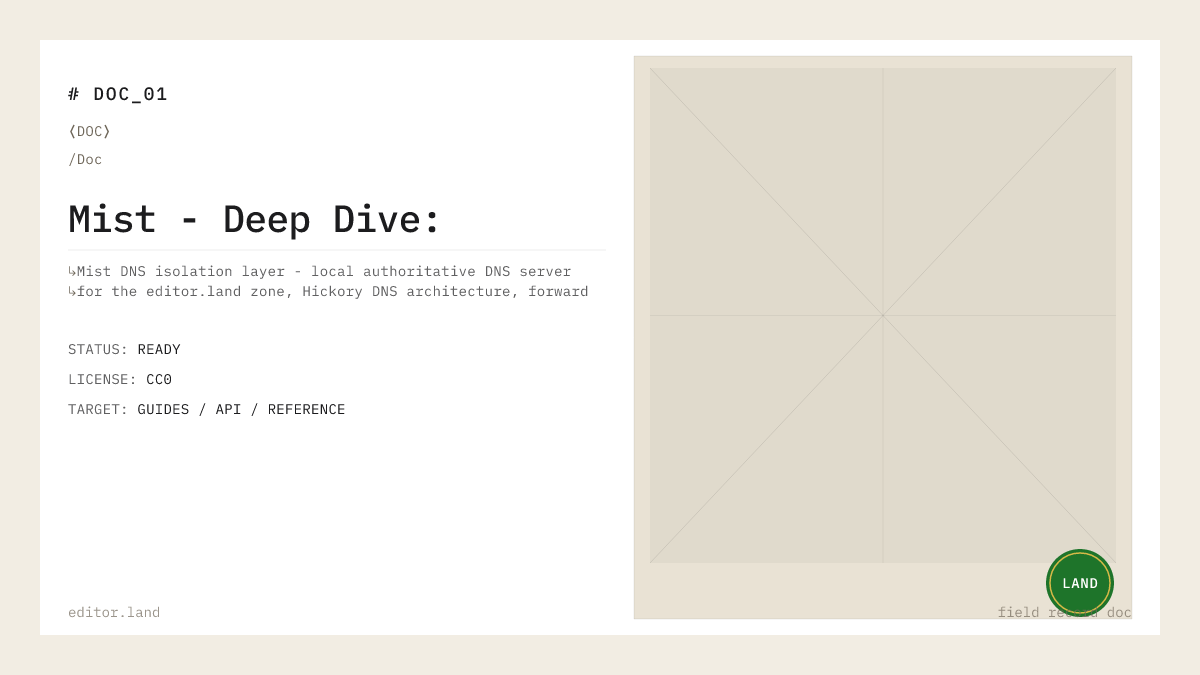 # DOC_01
⟨DOC⟩
/Doc
Mist - Deep Dive:
↳Mist DNS isolation layer - local authoritative DNS server
↳for the editor.land zone, Hickory DNS architecture, forward
STATUS: READY
LICENSE: CC0
TARGET: GUIDES / API / REFERENCE
LAND
editor.land
field record doc